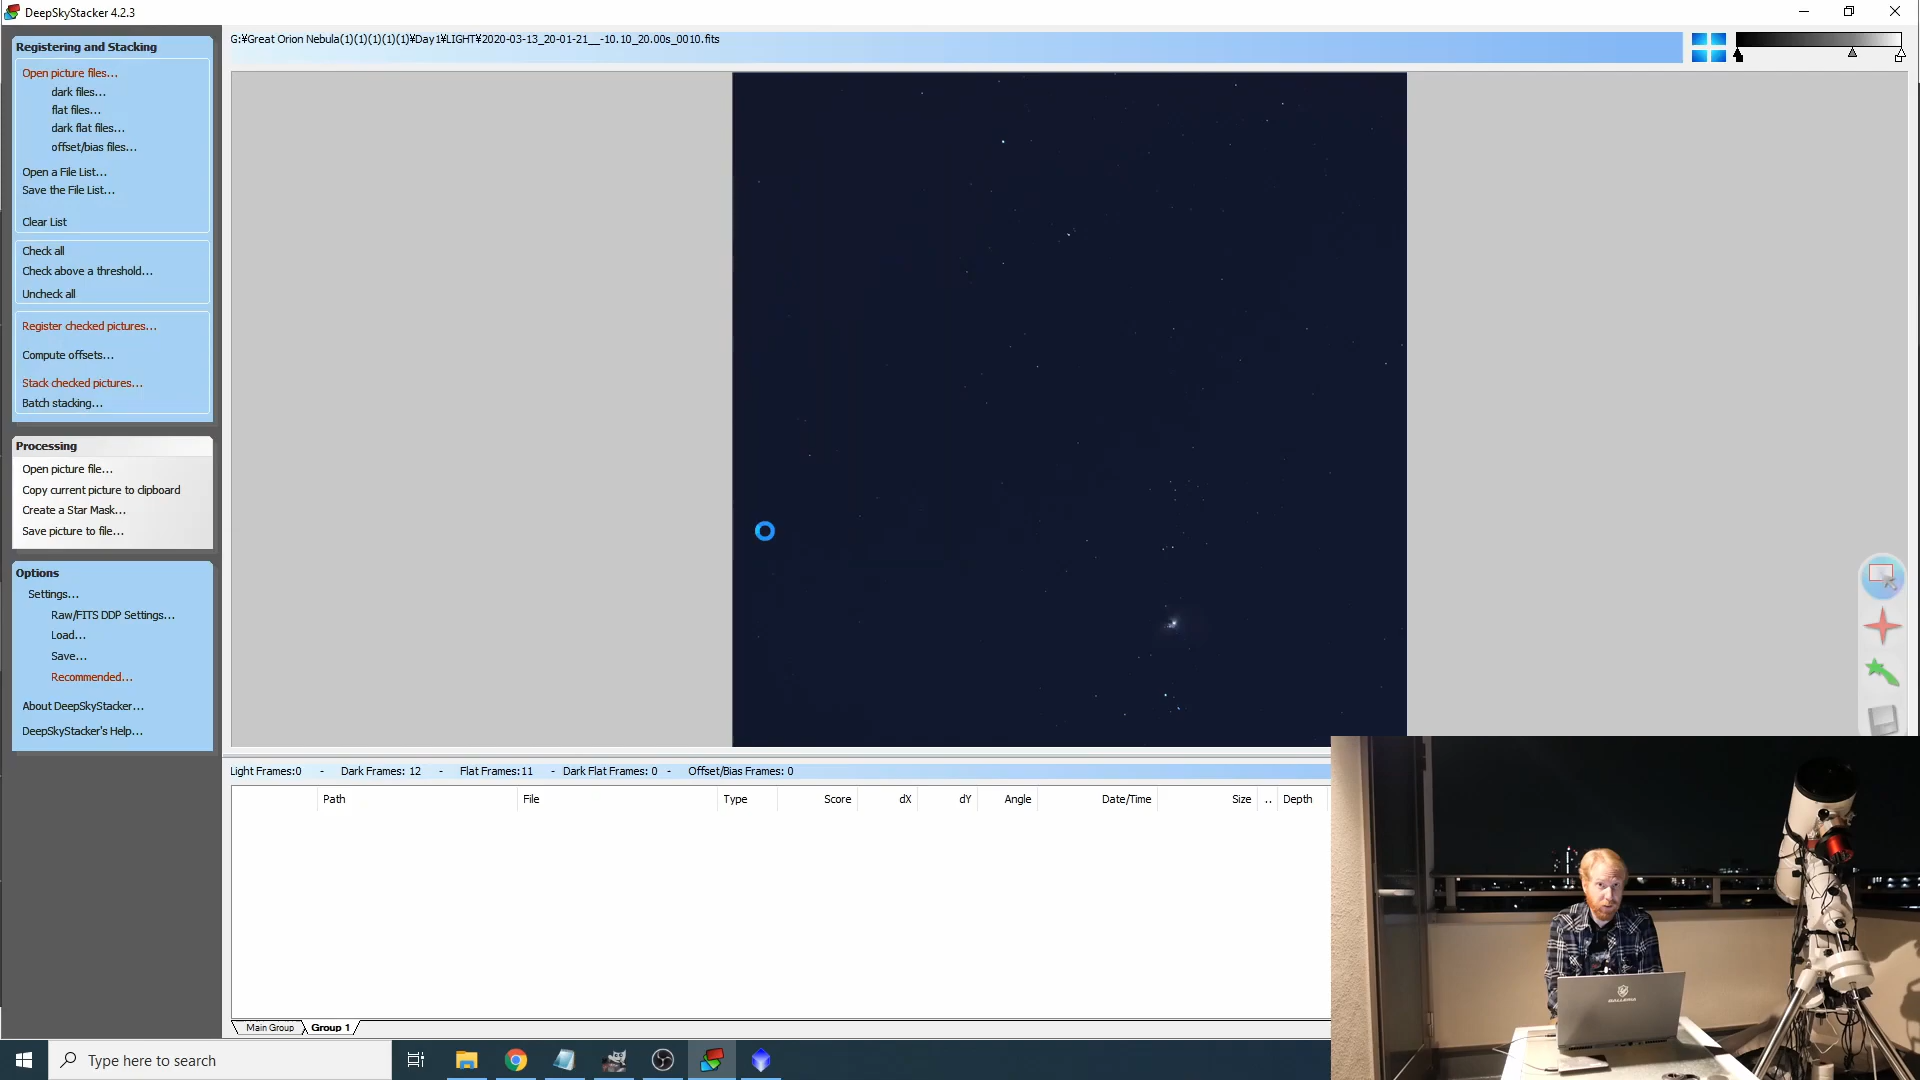 DeepSkyStacker 4.2.3
Registering and Stacking
Open picture files...
dark files...
flat files...
dark flat files...
offset/bias files...
Open a File List...
Save the File List...
Clear List
Check all
Check above a threshold...
Uncheck all
Register checked pictures...
Compute offsets...
Stack checked pictures...
Batch stacking...
Processing
Open picture file...
Copy current picture to clipboard
Create a Star Mask...
Save picture to file...
Options
Settings...
Raw/FITS DDP Settings...
Load...
Save...
Recommended...
About DeepSkyStacker...
DeepSkyStacker's Help...
G:¥Great Orion Nebula(1)(1)(1)(1)(1)¥Day1¥LIGHT¥2020-03-13_20-01-21__-10.10_20.00s_0010.fits
Light Frames:0 - Dark Frames: 12 - Flat Frames:11 - Dark Flat Frames: 0 - Offset/Bias Frames: 0
Path File Type Score dX dY Angle Date/Time Size .. Depth
Main Group Group 1
GALLERIA
Type here to search